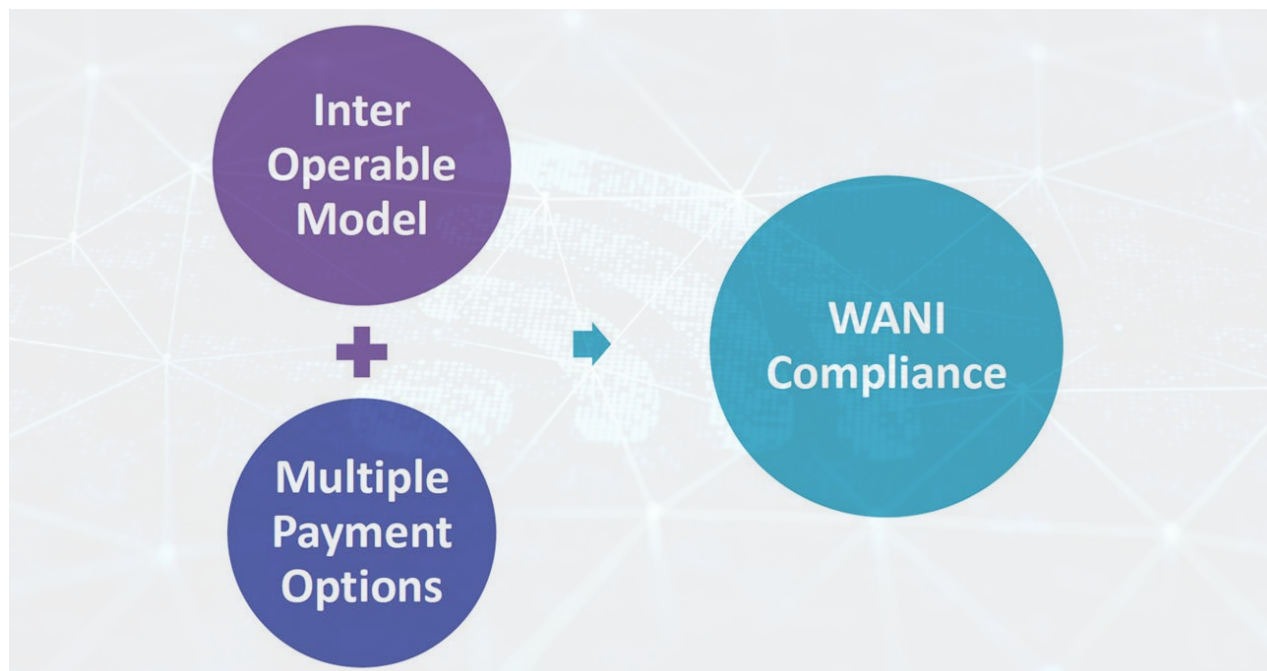 Inter
Operable
Model
Multiple
Payment
Options
WANI
Compliance